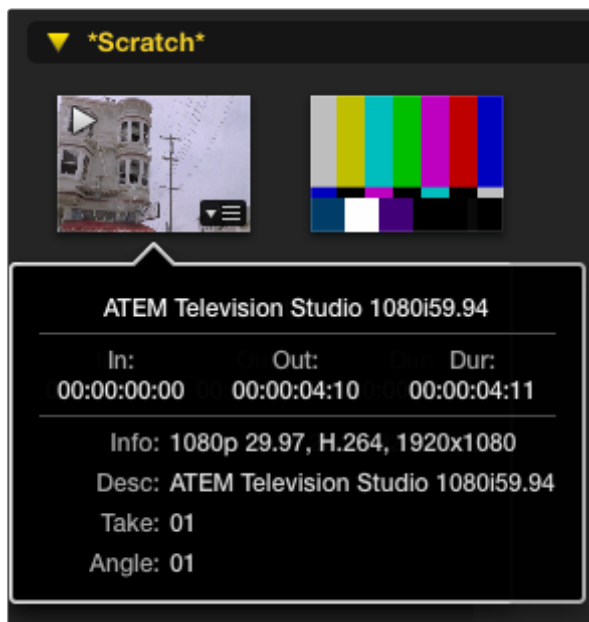 *Scratch*
ATEM Television Studio 1080i59.94
In: Out: Dur:
00:00:00:00 00:00:04:10 00:00:04:11
Info: 1080p 29.97, H.264, 1920x1080
Desc: ATEM Television Studio 1080i59.94
Take: 01
Angle: 01